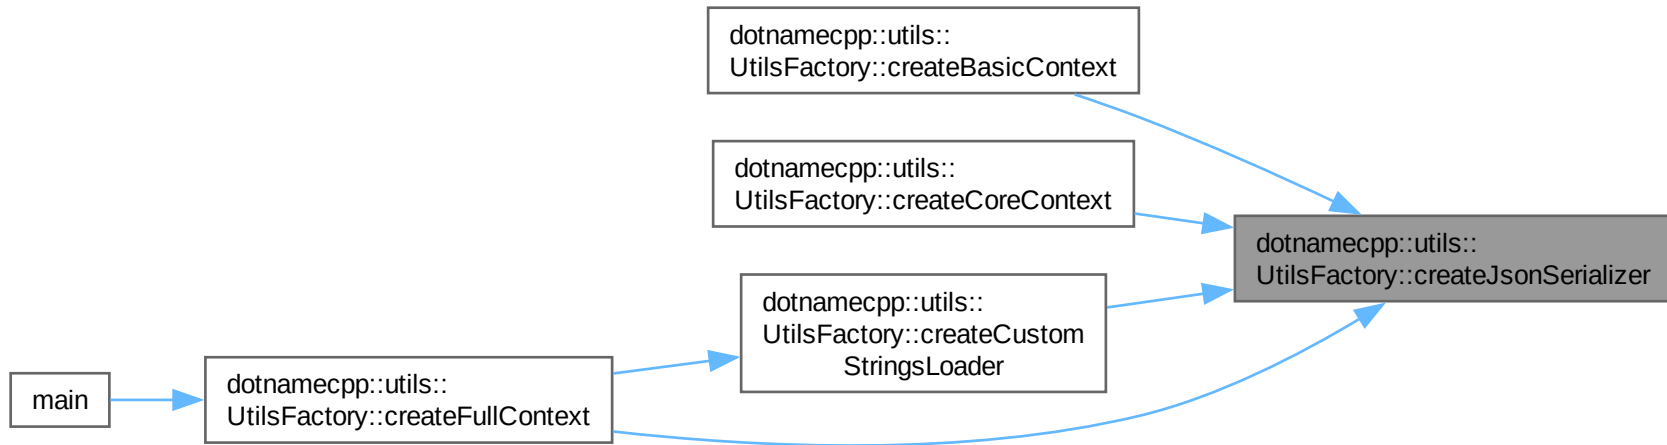 dotnamecpp::utils::
UtilsFactory::createBasicContext
dotnamecpp::utils::
UtilsFactory::createCoreContext
dotnamecpp::utils::
UtilsFactory::createJsonSerializer
dotnamecpp::utils::
UtilsFactory::createCustom
StringsLoader
dotnamecpp::utils::
UtilsFactory::createFullContext
main